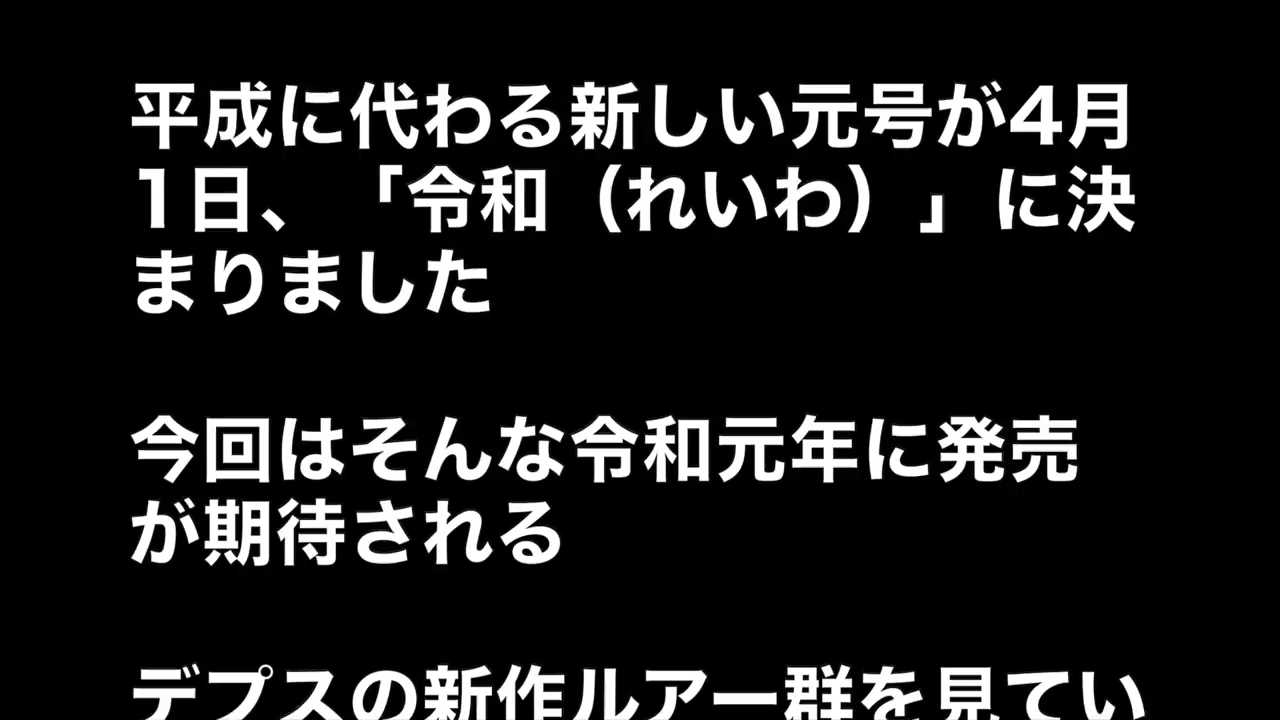 平成に代わる新しい元号が4月
1日、「令和（れいわ）」に決
まりました
今回はそんな令和元年に発売
が期待される
デプスの新作ルアー群を見てい